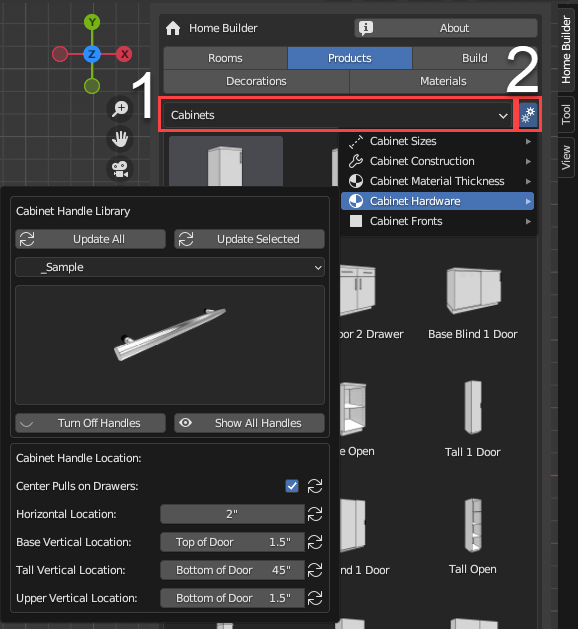 Y
X
Z
Home Builder
About
Rooms
Products
Build
Decorations
Materials
1
2
Cabinets
Home Builder
Tool
View
Cabinet Sizes
Cabinet Construction
Cabinet Material Thickness
Cabinet Hardware
Cabinet Fronts
Cabinet Handle Library
Update All
Update Selected
_Sample
Turn Off Handles
Show All Handles
Cabinet Handle Location:
Center Pulls on Drawers:
Horizontal Location: 2"
Base Vertical Location: Top of Door 1.5"
Tall Vertical Location: Bottom of Door 45"
Upper Vertical Location: Bottom of Door 1.5"
oor 2 Drawer
Base Blind 1 Door
e Open
Tall 1 Door
nd 1 Door
Tall Open